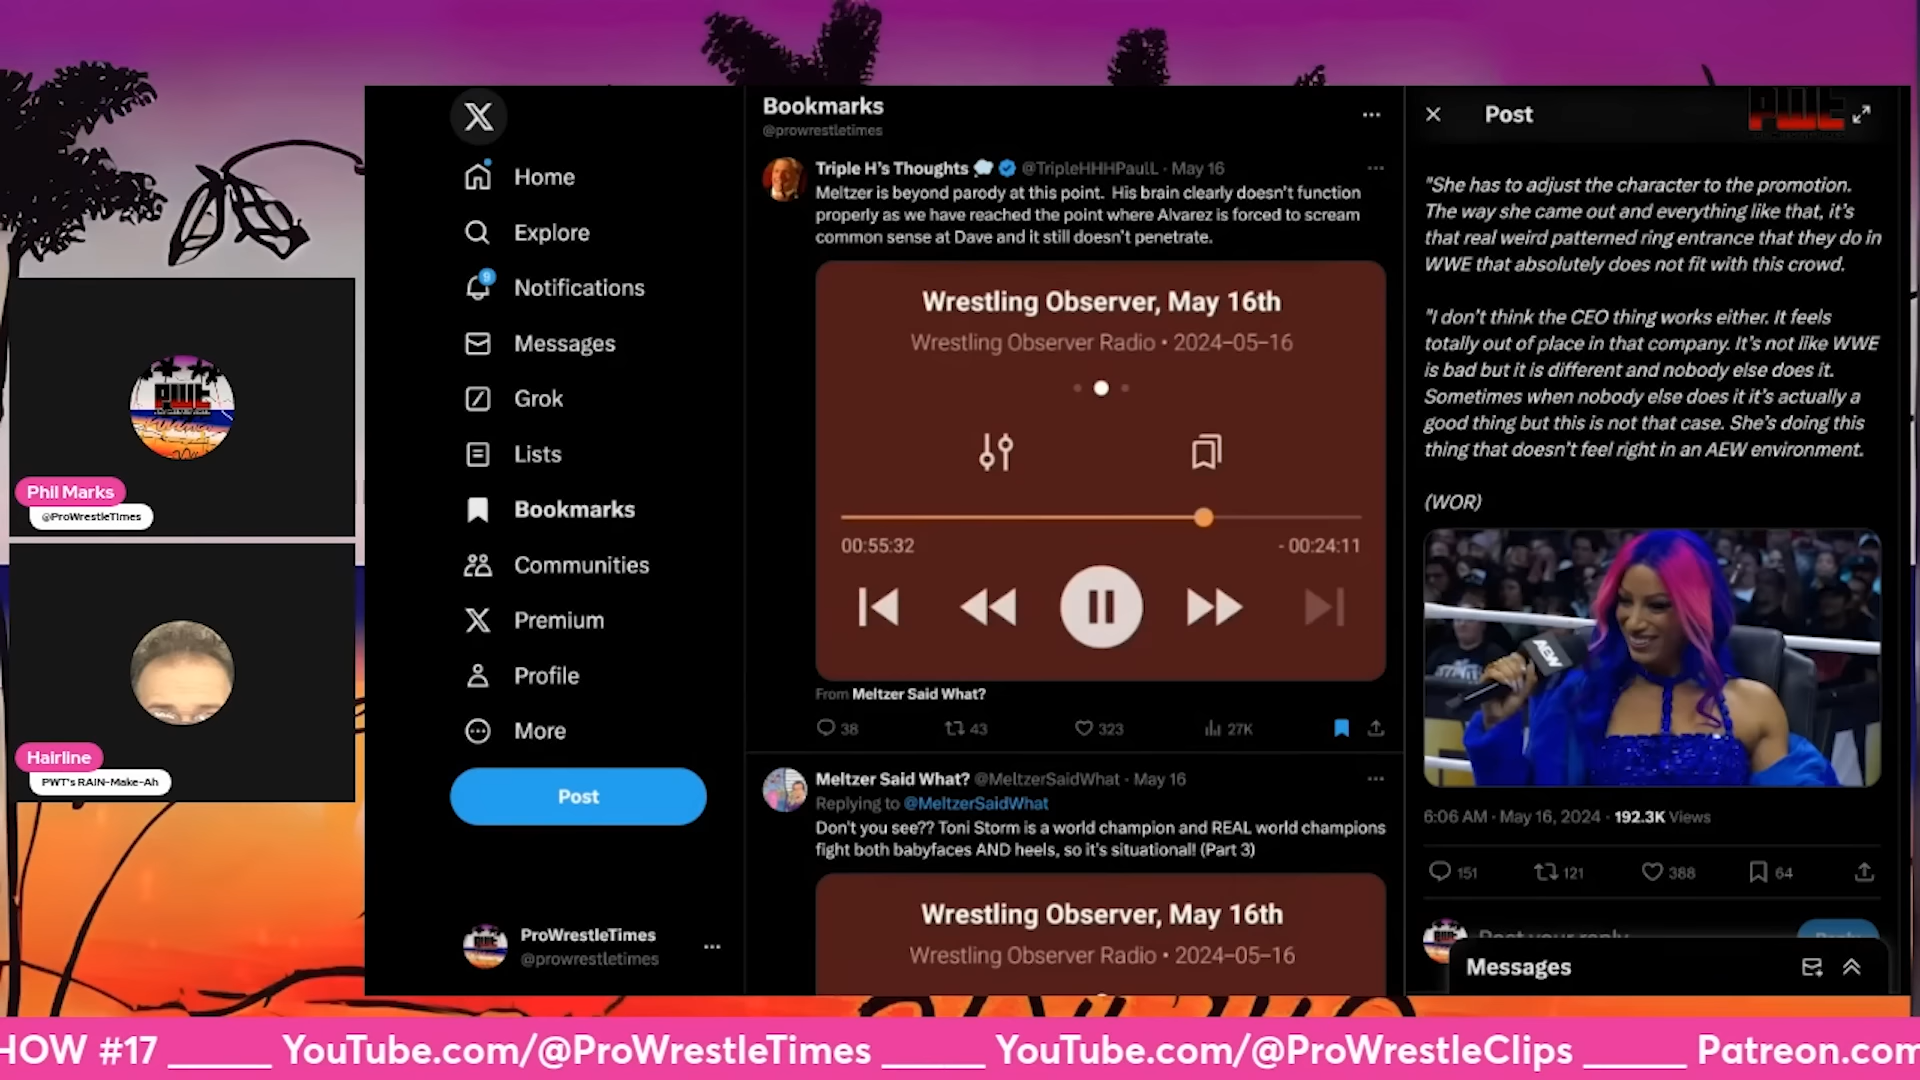 Home
Explore
9
Notifications
Messages
Grok
Lists
Bookmarks
Communities
Premium
Profile
More
Post
ProWrestleTimes
@prowrestletimes
Phil Marks
@ProWrestleTimes
Hairline
PWT's RAIN-Make-Ah
Bookmarks
@prowrestletimes
Triple H's Thoughts @TripleHHHPaulL · May 16
Meltzer is beyond parody at this point. His brain clearly doesn't function
properly as we have reached the point where Alvarez is forced to scream
common sense at Dave and it still doesn't penetrate.
Wrestling Observer, May 16th
Wrestling Observer Radio • 2024-05-16
00:55:32
- 00:24:11
From Meltzer Said What?
38 43 323 27K
Meltzer Said What? @MeltzerSaidWhat · May 16
Replying to @MeltzerSaidWhat
Don't you see?? Toni Storm is a world champion and REAL world champions
fight both babyfaces AND heels, so it's situational! (Part 3)
Wrestling Observer, May 16th
Wrestling Observer Radio • 2024-05-16
Post
PWT
"She has to adjust the character to the promotion.
The way she came out and everything like that, it's
that real weird patterned ring entrance that they do in
WWE that absolutely does not fit with this crowd.
"I don't think the CEO thing works either. It feels
totally out of place in that company. It's not like WWE
is bad but it is different and nobody else does it.
Sometimes when nobody else does it it's actually a
good thing but this is not that case. She's doing this
thing that doesn't feel right in an AEW environment.
(WOR)
AEW
6:06 AM · May 16, 2024 · 192.3K Views
151 121 388 64
Post your reply
Reply
Messages
HOW #17 _____ YouTube.com/@ProWrestleTimes _____ YouTube.com/@ProWrestleClips _____ Patreon.com